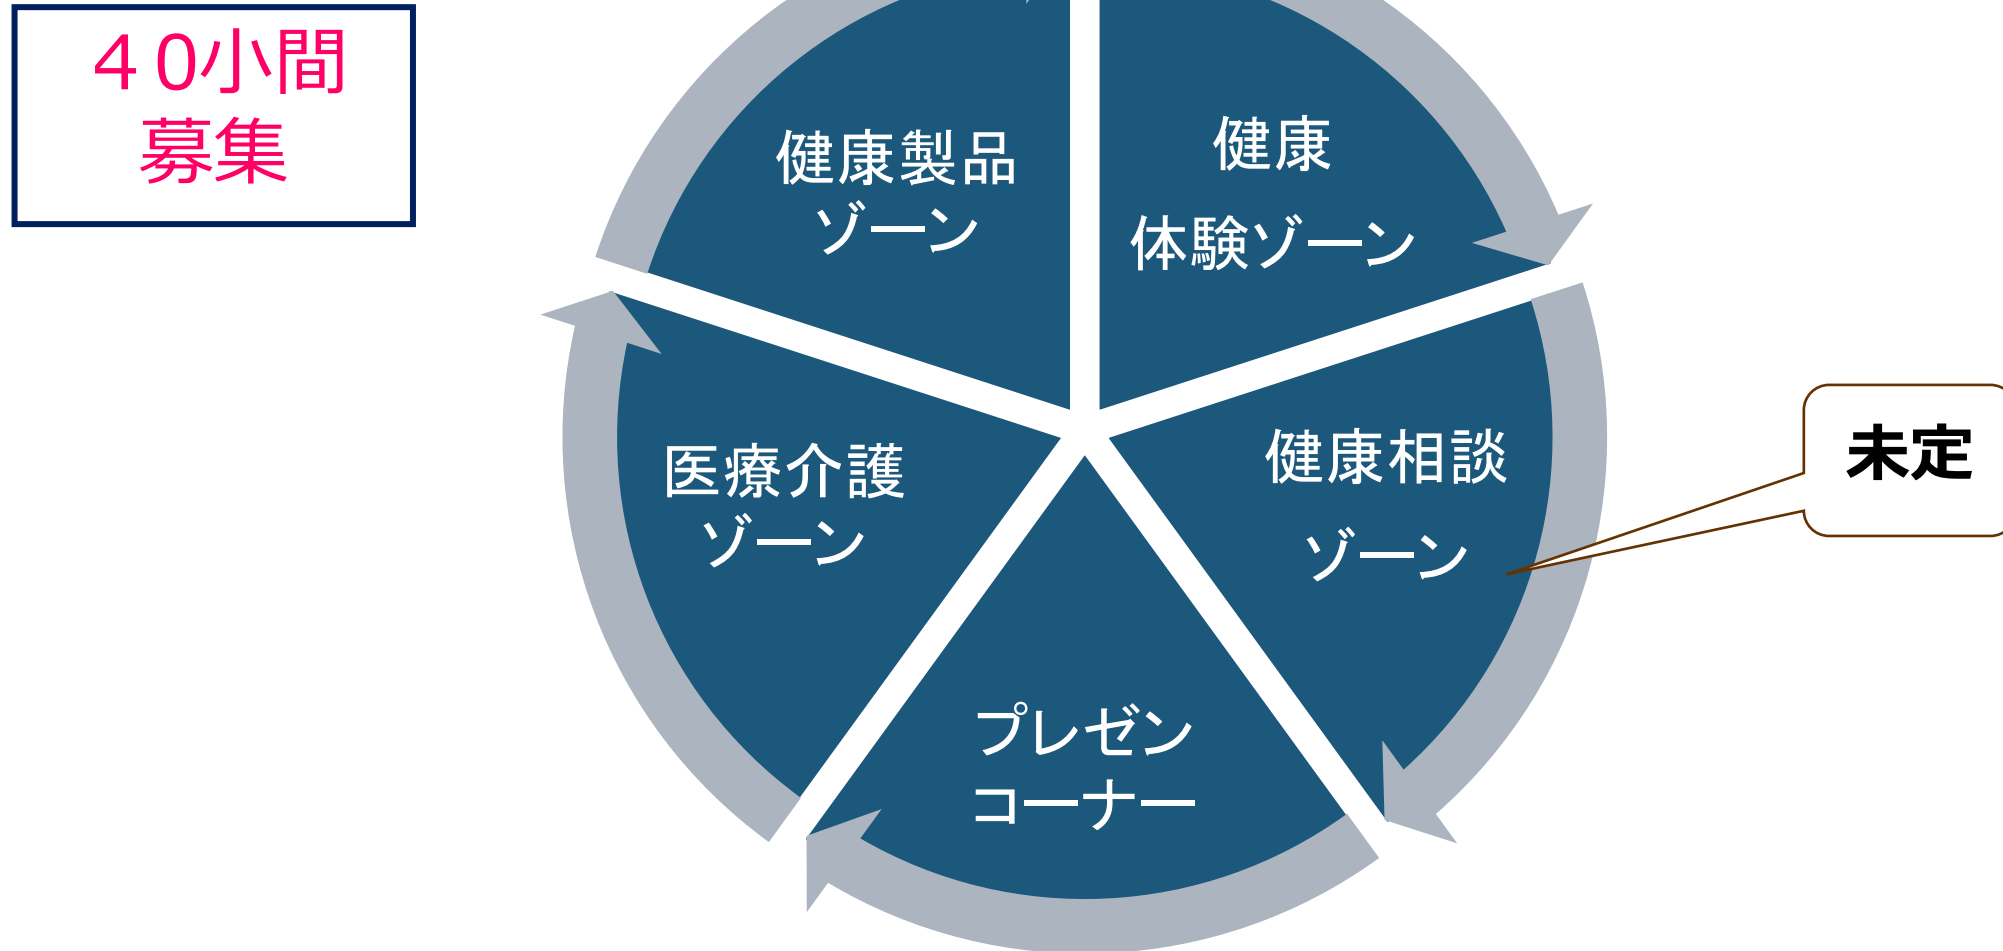 ４０小間
募集
健康製品
ゾーン
健康
体験ゾーン
医療介護
ゾーン
健康相談
ゾーン
未定
プレゼン
コーナー